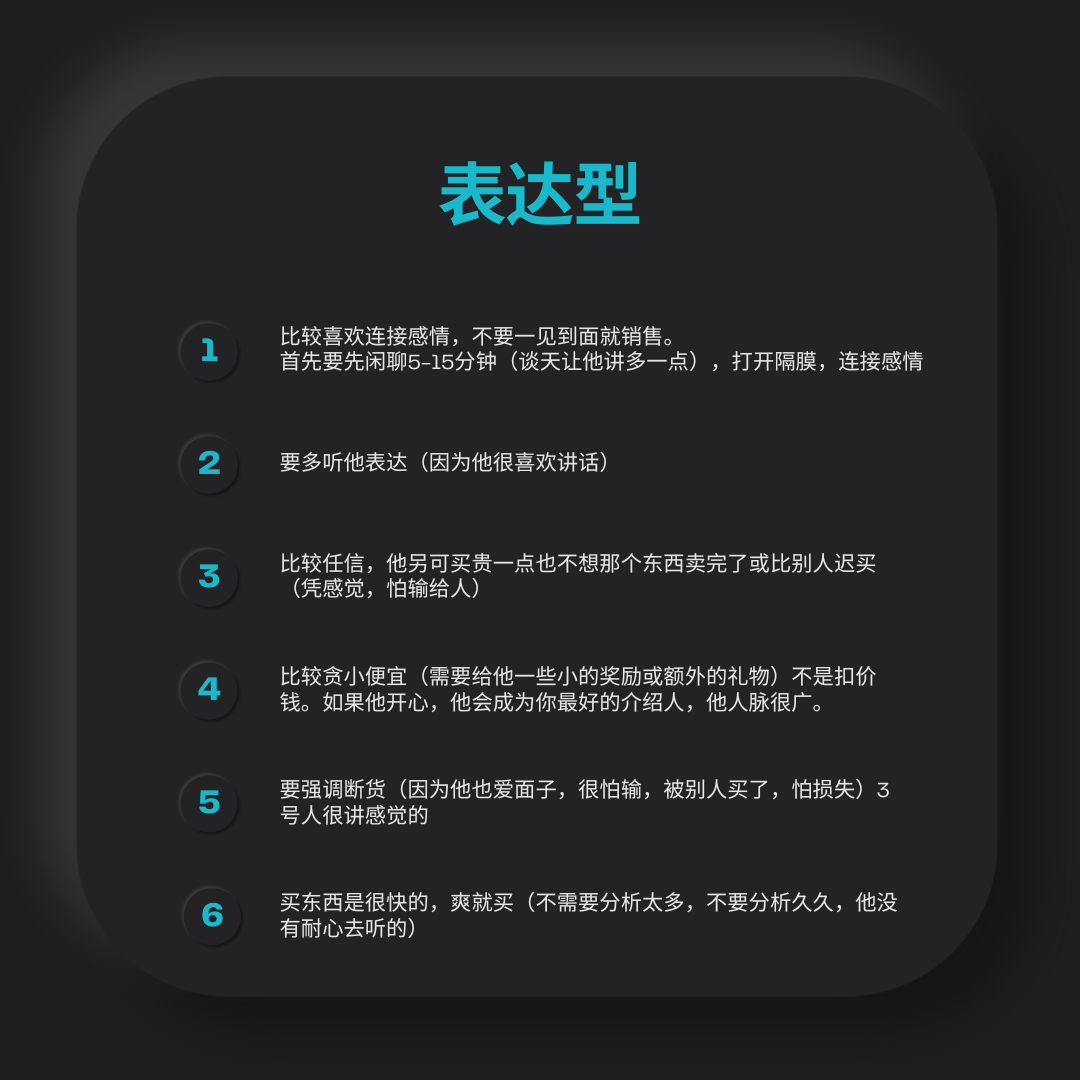 表达型
1
比较喜欢连接感情，不要一见到面就销售。
首先要先闲聊5-15分钟（谈天让他讲多一点），打开隔膜，连接感情
2
要多听他表达（因为他很喜欢讲话）
3
比较任信，他另可买贵一点也不想那个东西卖完了或比别人迟买
（凭感觉，怕输给人）
4
比较贪小便宜（需要给他一些小的奖励或额外的礼物）不是扣价
钱。如果他开心，他会成为你最好的介绍人，他人脉很广。
5
要强调断货（因为他也爱面子，很怕输，被别人买了，怕损失）3
号人很讲感觉的
6
买东西是很快的，爽就买（不需要分析太多，不要分析久久，他没
有耐心去听的）